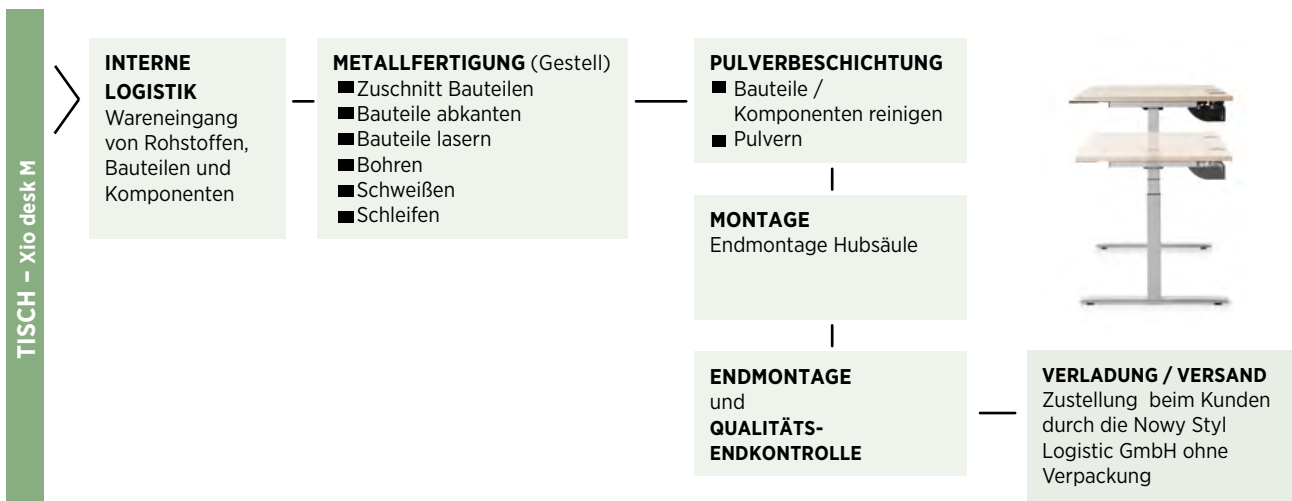 TISCH – Xio desk M
INTERNE
LOGISTIK
Wareneingang
von Rohstoffen,
Bauteilen und
Komponenten
METALLFERTIGUNG (Gestell)
Zuschnitt Bauteilen
Bauteile abkanten
Bauteile lasern
Bohren
Schweißen
Schleifen
PULVERBESCHICHTUNG
Bauteile /
Komponenten reinigen
Pulvern
MONTAGE
Endmontage Hubsäule
ENDMONTAGE
und
QUALITÄTS-
ENDKONTROLLE
VERLADUNG / VERSAND
Zustellung beim Kunden
durch die Nowy Styl
Logistic GmbH ohne
Verpackung